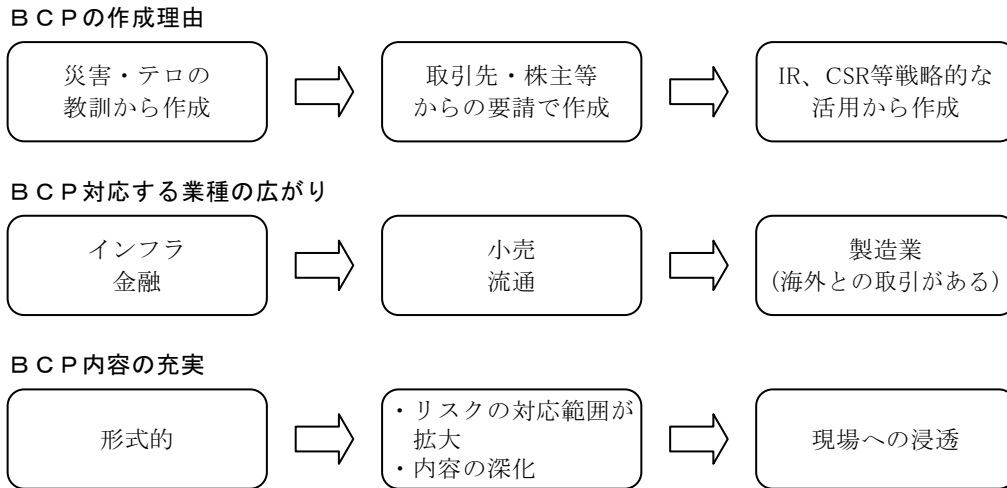 ＢＣＰの作成理由
災害・テロの
教訓から作成
取引先・株主等
からの要請で作成
IR、CSR等戦略的な
活用から作成
ＢＣＰ対応する業種の広がり
インフラ
金融
小売
流通
製造業
(海外との取引がある)
ＢＣＰ内容の充実
形式的
・リスクの対応範囲が
拡大
・内容の深化
現場への浸透